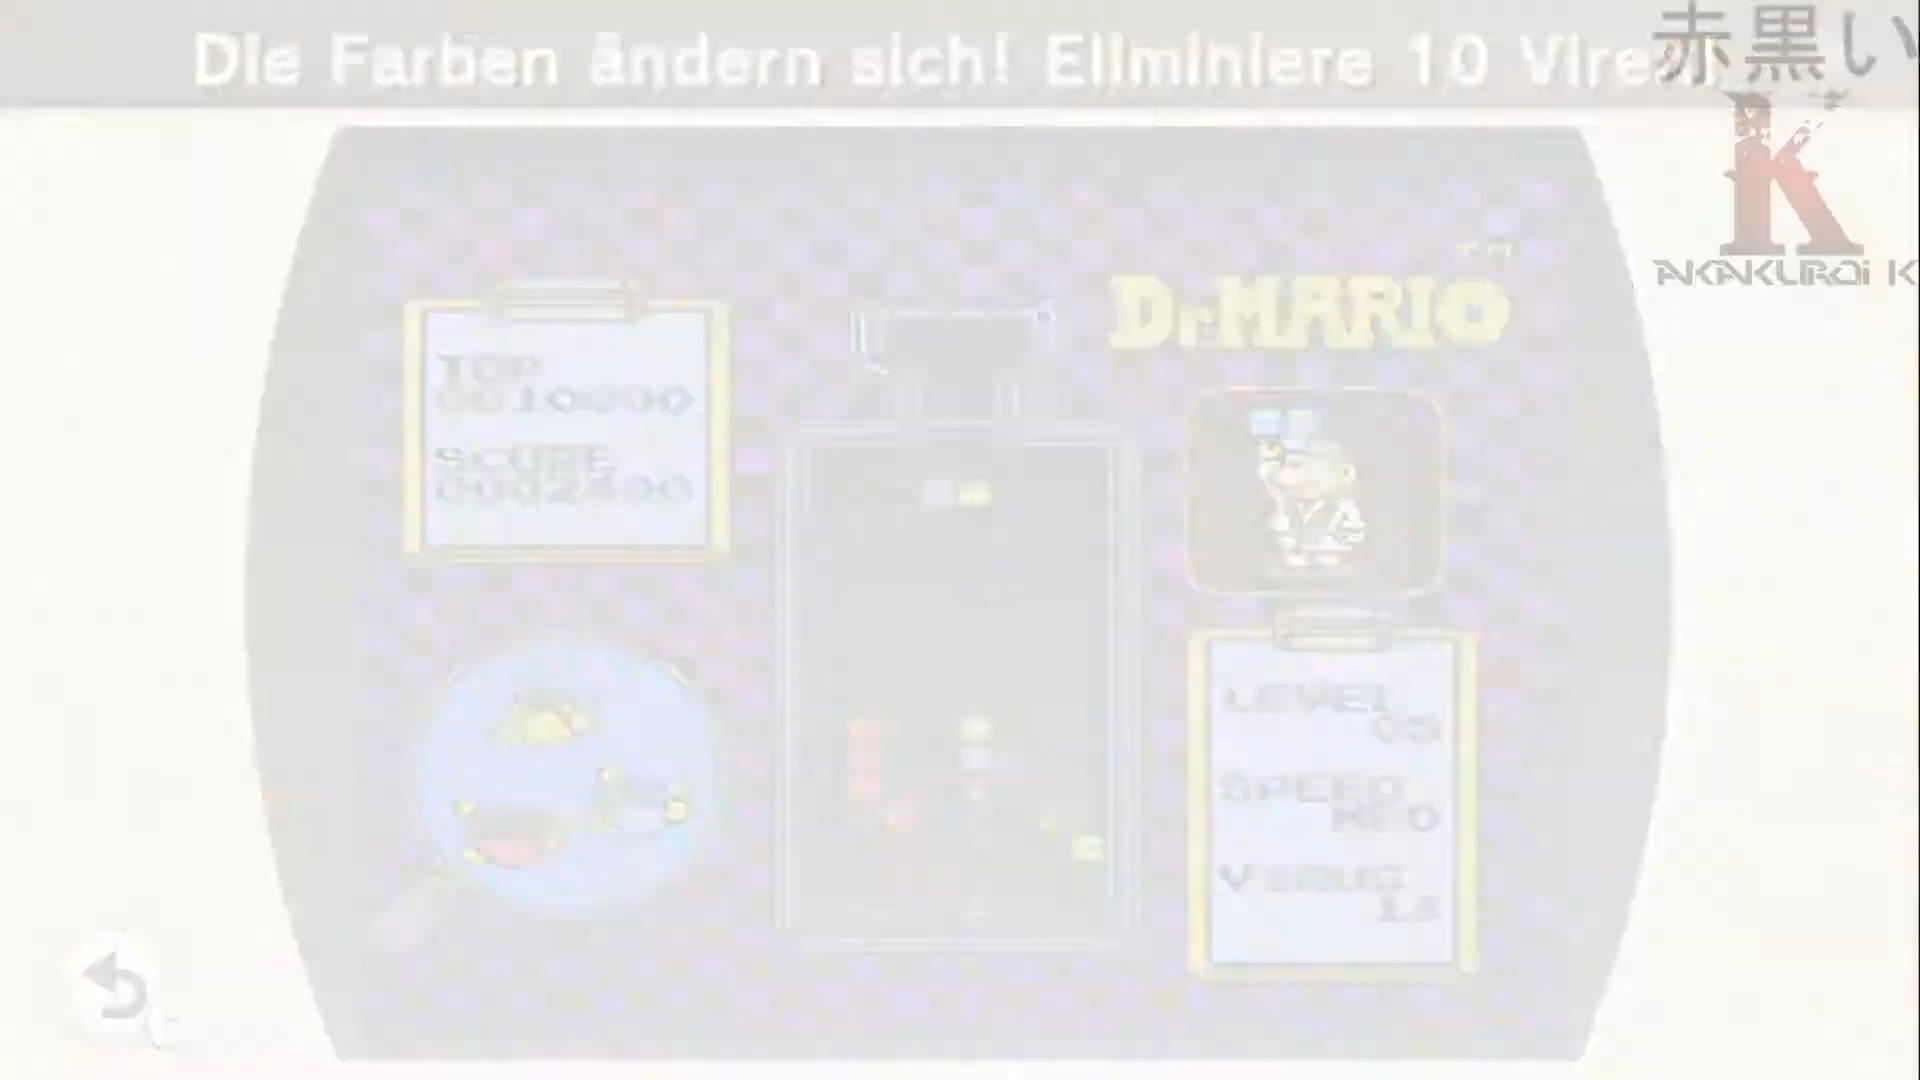 Die Farben ändern sich! Eliminiere 10 Viren!
赤黒い
K
AKAKUROi K
TM
Dr.MARIO
TOP
0010000
SCORE
0002400
LEVEL
05
SPEED
MED
VIRUS